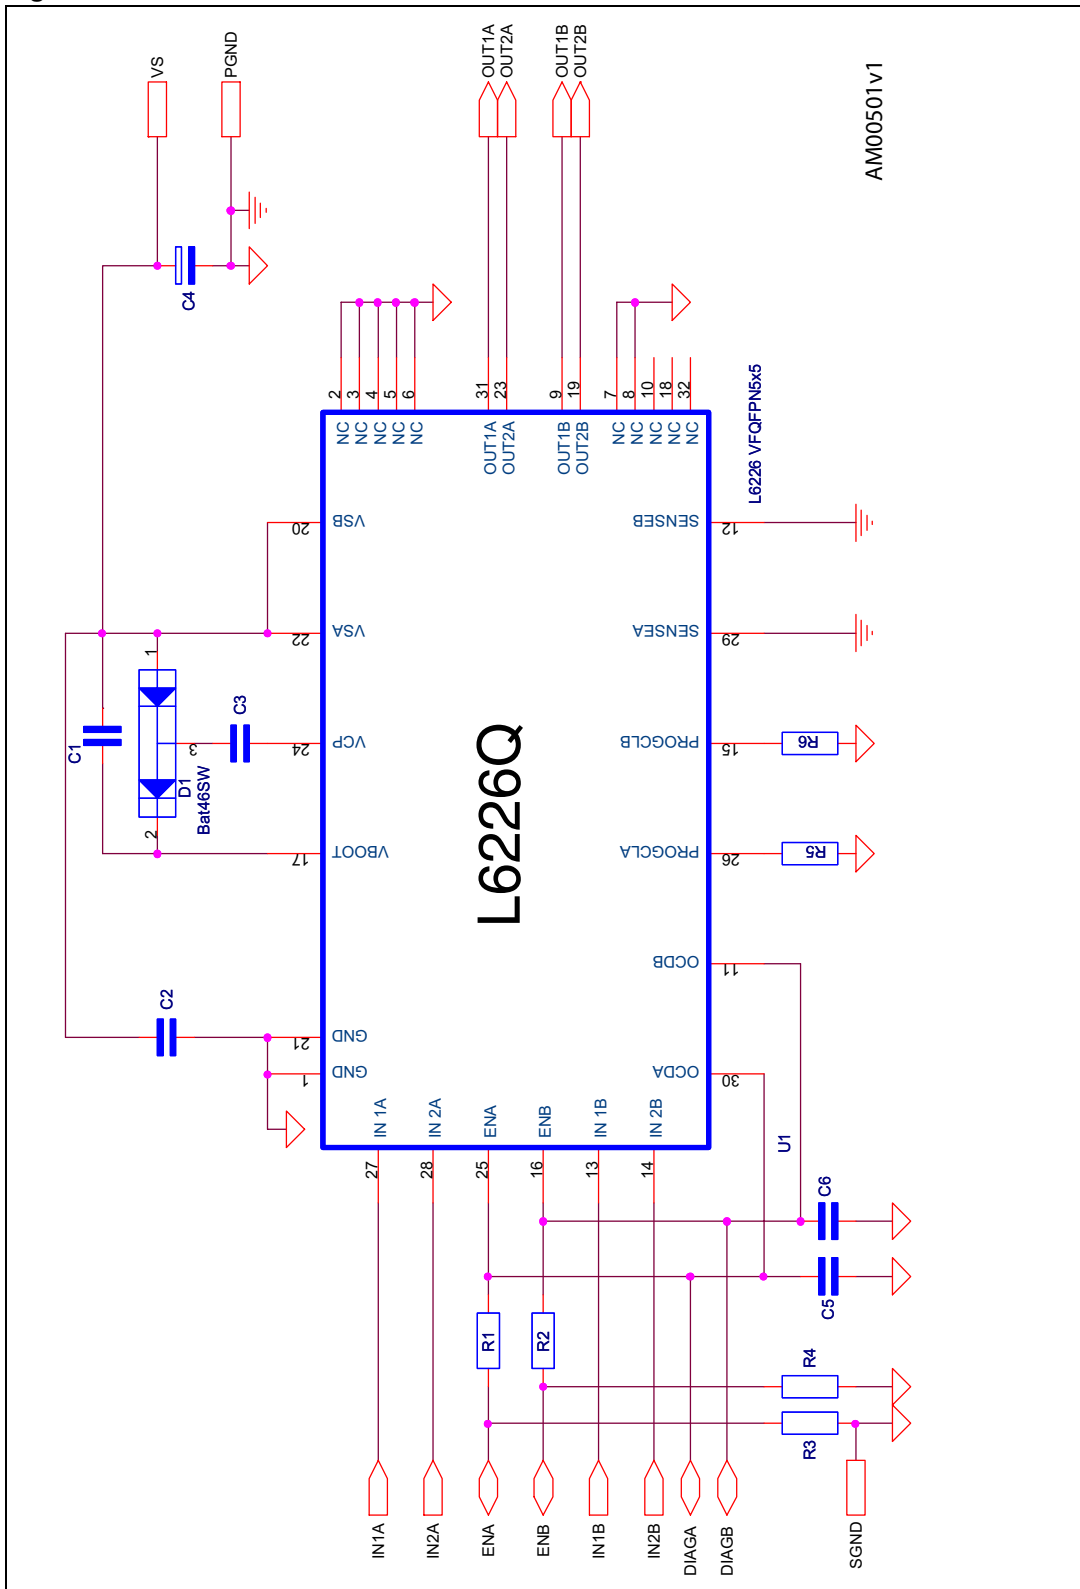 VS
PGND
OUT1A
OUT2A
OUT1B
OUT2B
AM00501v1
C4
2
3
4
5
6
31
23
9
19
7
8
10
18
32
NC
NC
NC
NC
NC
OUT1A
OUT2A
OUT1B
OUT2B
NC
NC
NC
NC
NC
L6226 VFQFPN5x5
20
VSB
SENSEB
12
22
VSA
SENSEA
29
1
C1
3
C3
24
VCP
PROGCLB
15
R6
D1
Bat46SW
2
17
VBOOT
PROGCLA
26
R5
L6226Q
OCDB
11
C2
21
GND
1
GND
OCDA
30
IN 1A
IN 2A
ENA
ENB
IN 1B
IN 2B
U1
27
28
25
16
13
14
C6
C5
R1
R2
R4
R3
IN1A
IN2A
ENA
ENB
IN1B
IN2B
DIAGA
DIAGB
SGND